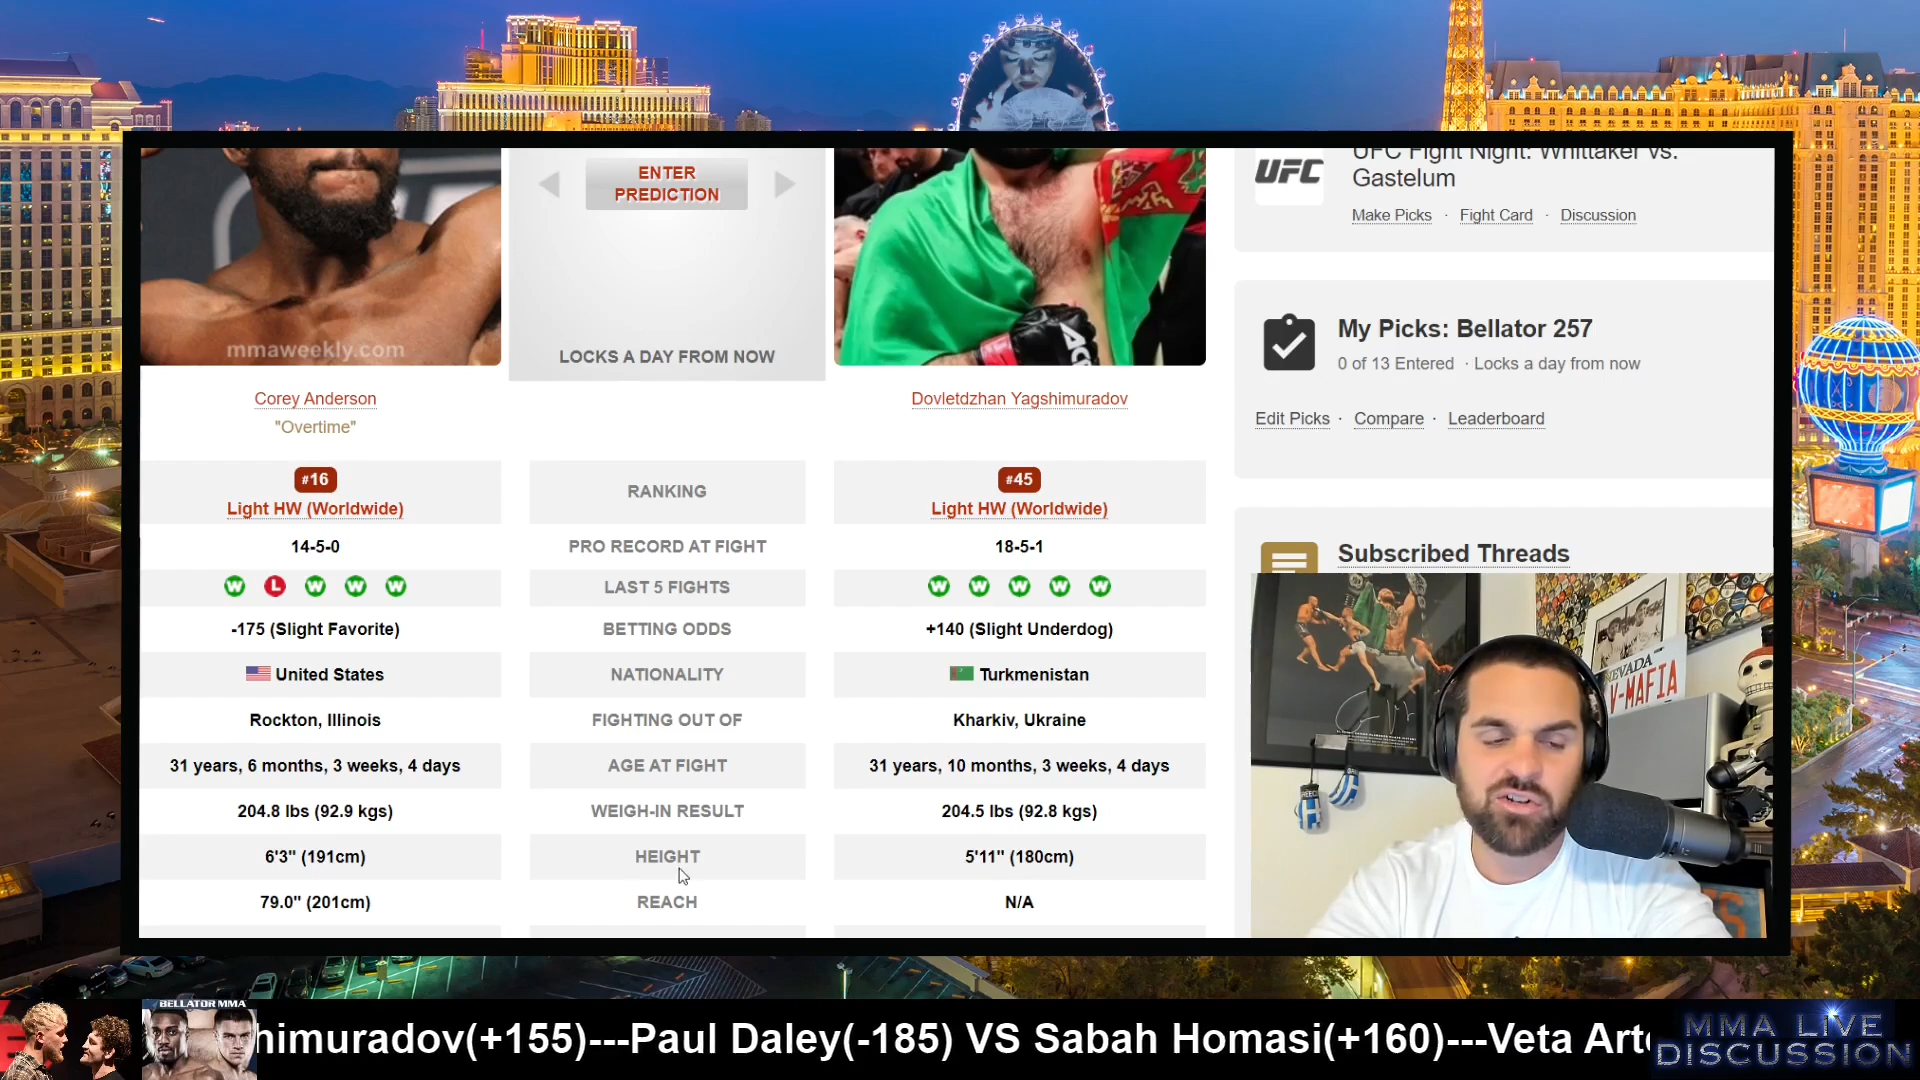 ENTER
PREDICTION
LOCKS A DAY FROM NOW
mmaweekly.com
Corey Anderson
"Overtime"
Dovletdzhan Yagshimuradov
#16
Light HW (Worldwide)
RANKING
#45
Light HW (Worldwide)
14-5-0
PRO RECORD AT FIGHT
18-5-1
W L W W W
LAST 5 FIGHTS
W W W W W
-175 (Slight Favorite)
BETTING ODDS
+140 (Slight Underdog)
United States
NATIONALITY
Turkmenistan
Rockton, Illinois
FIGHTING OUT OF
Kharkiv, Ukraine
31 years, 6 months, 3 weeks, 4 days
AGE AT FIGHT
31 years, 10 months, 3 weeks, 4 days
204.8 lbs (92.9 kgs)
WEIGH-IN RESULT
204.5 lbs (92.8 kgs)
6'3" (191cm)
HEIGHT
5'11" (180cm)
79.0" (201cm)
REACH
N/A
UFC
UFC Fight Night: Whittaker vs.
Gastelum
Make Picks · Fight Card · Discussion
My Picks: Bellator 257
0 of 13 Entered · Locks a day from now
Edit Picks · Compare · Leaderboard
Subscribed Threads
NEVADA
V-MAFIA
BELLATOR MMA
himuradov(+155)---Paul Daley(-185) VS Sabah Homasi(+160)---Veta Arte
MMA LIVE
DISCUSSION